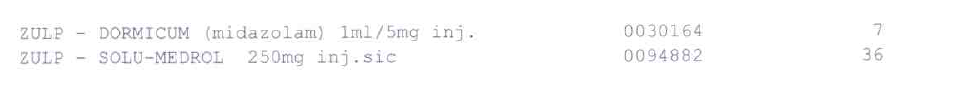 ZULP - DORMICUM (midazolam) 1ml/5mg inj. 0030164 7
ZULP - SOLU-MEDROL 250mg inj.sic 0094882 36